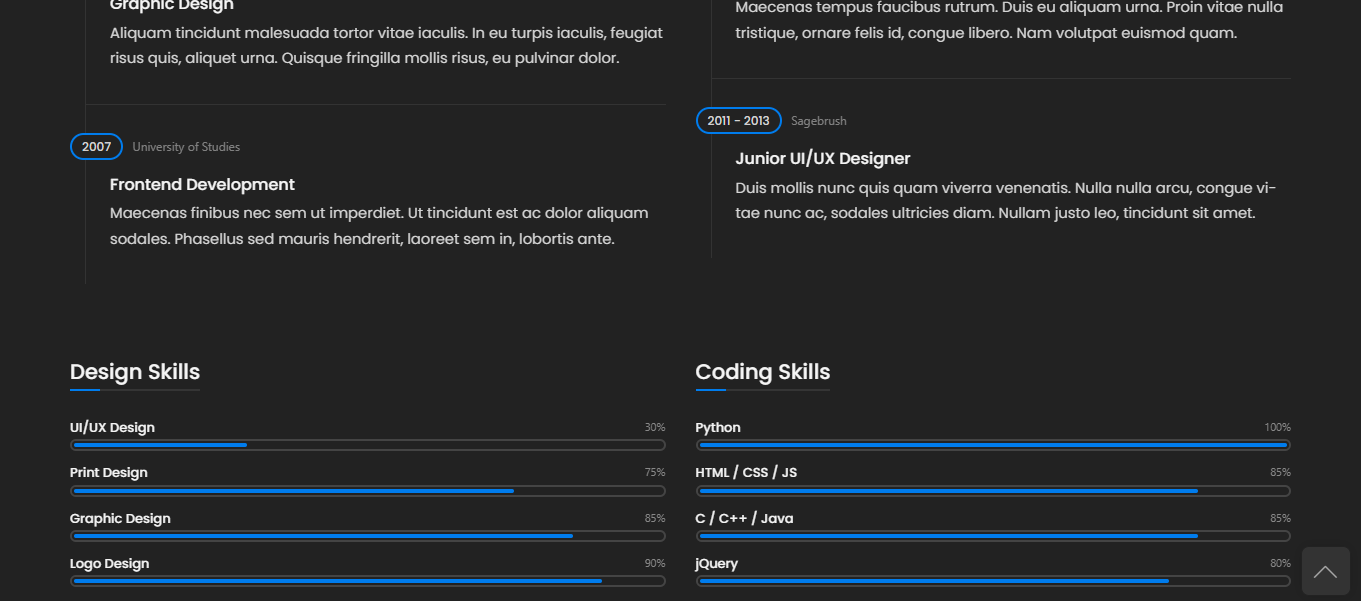 Graphic Design
Aliquam tincidunt malesuada tortor vitae iaculis. In eu turpis iaculis, feugiat
risus quis, aliquet urna. Quisque fringilla mollis risus, eu pulvinar dolor.
2007 University of Studies
Frontend Development
Maecenas finibus nec sem ut imperdiet. Ut tincidunt est ac dolor aliquam
sodales. Phasellus sed mauris hendrerit, laoreet sem in, lobortis ante.
Maecenas tempus faucibus rutrum. Duis eu aliquam urna. Proin vitae nulla
tristique, ornare felis id, congue libero. Nam volutpat euismod quam.
2011 - 2013 Sagebrush
Junior UI/UX Designer
Duis mollis nunc quis quam viverra venenatis. Nulla nulla arcu, congue vi-
tae nunc ac, sodales ultricies diam. Nullam justo leo, tincidunt sit amet.
Design Skills
UI/UX Design 30%
Print Design 75%
Graphic Design 85%
Logo Design 90%
Coding Skills
Python 100%
HTML / CSS / JS 85%
C / C++ / Java 85%
jQuery 80%